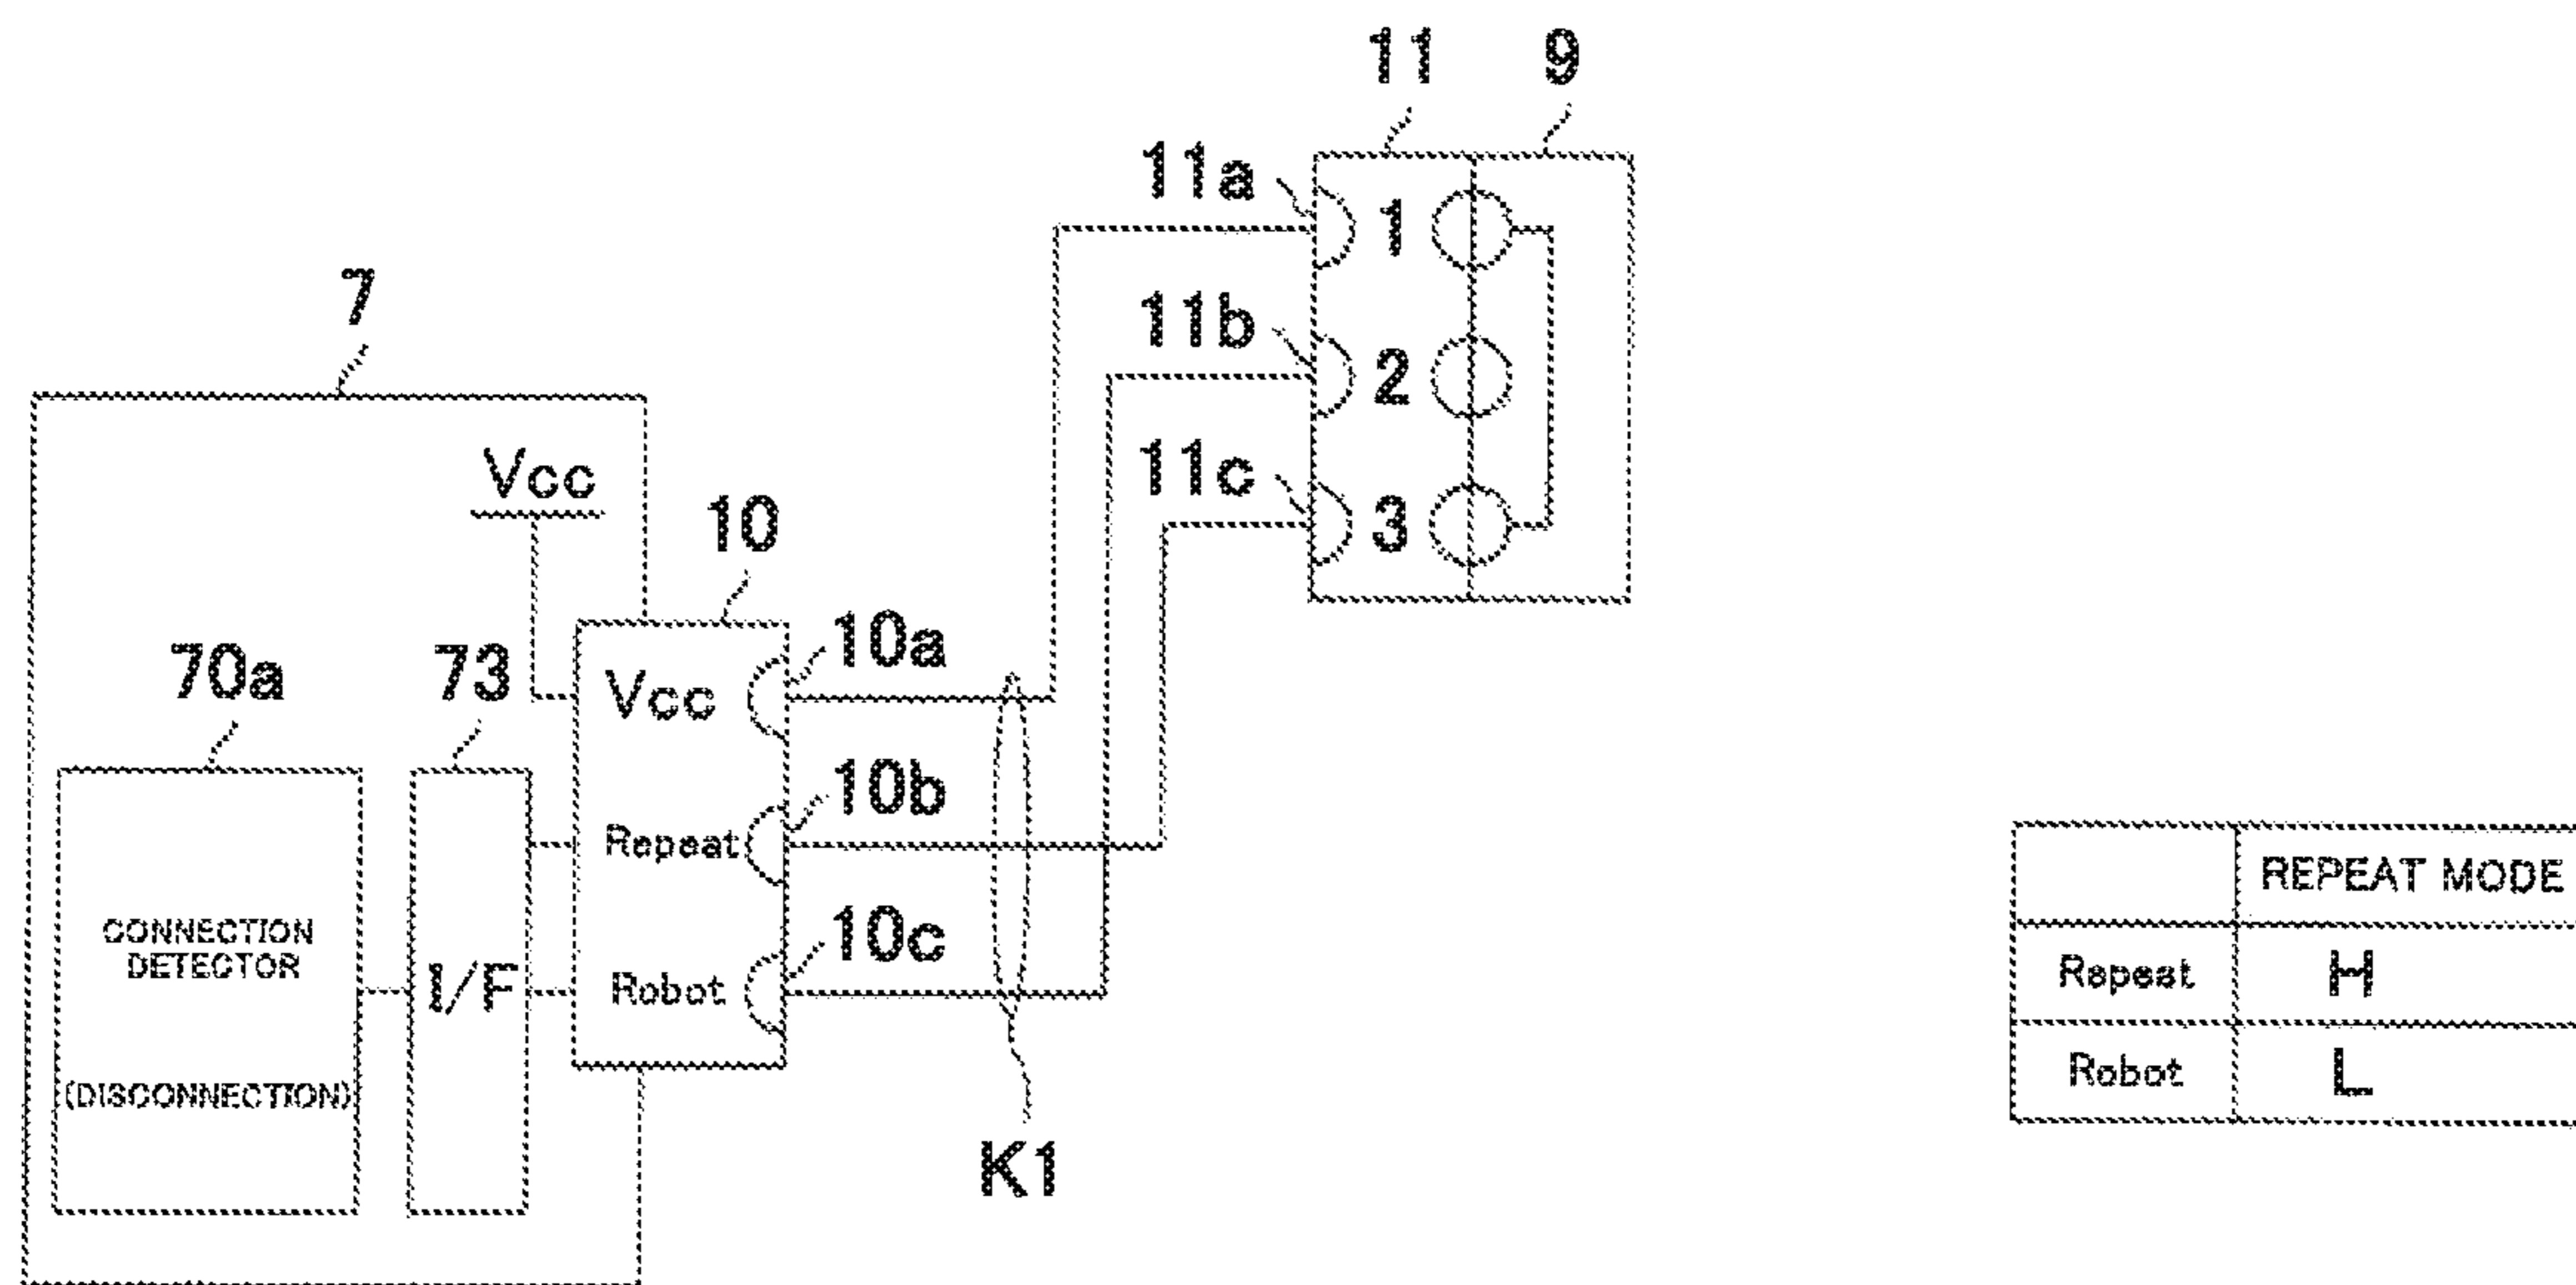 11 9
11a 1
11b 2
11c 3
7
Vcc
10
70a 73
Vcc 10a
Repeat 10b
Robot 10c
CONNECTION
DETECTOR
(DISCONNECTION)
I/F
K1
REPEAT MODE
Repeat H
Robot L